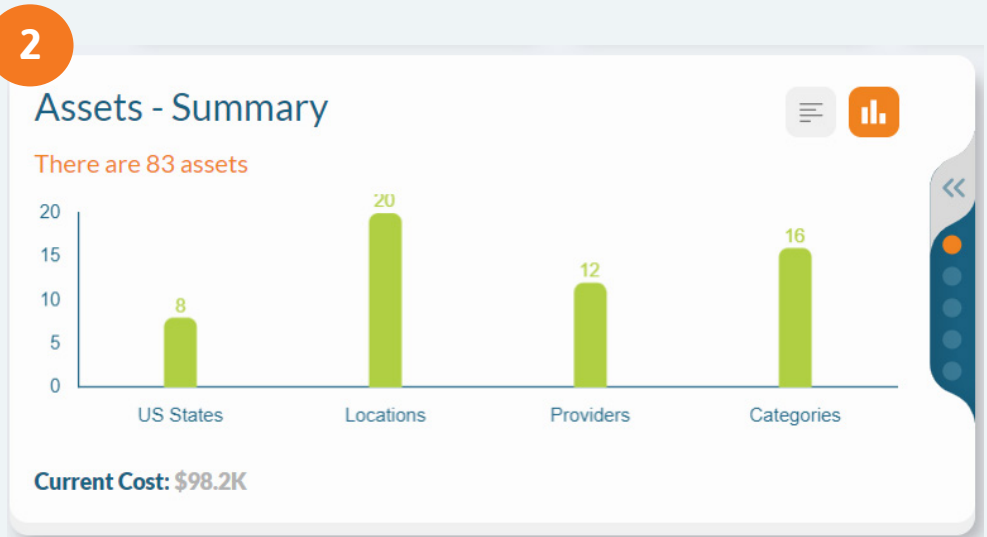 2
Assets - Summary
There are 83 assets
20
15
10
5
0
8
20
12
16
US States
Locations
Providers
Categories
Current Cost: $98.2K